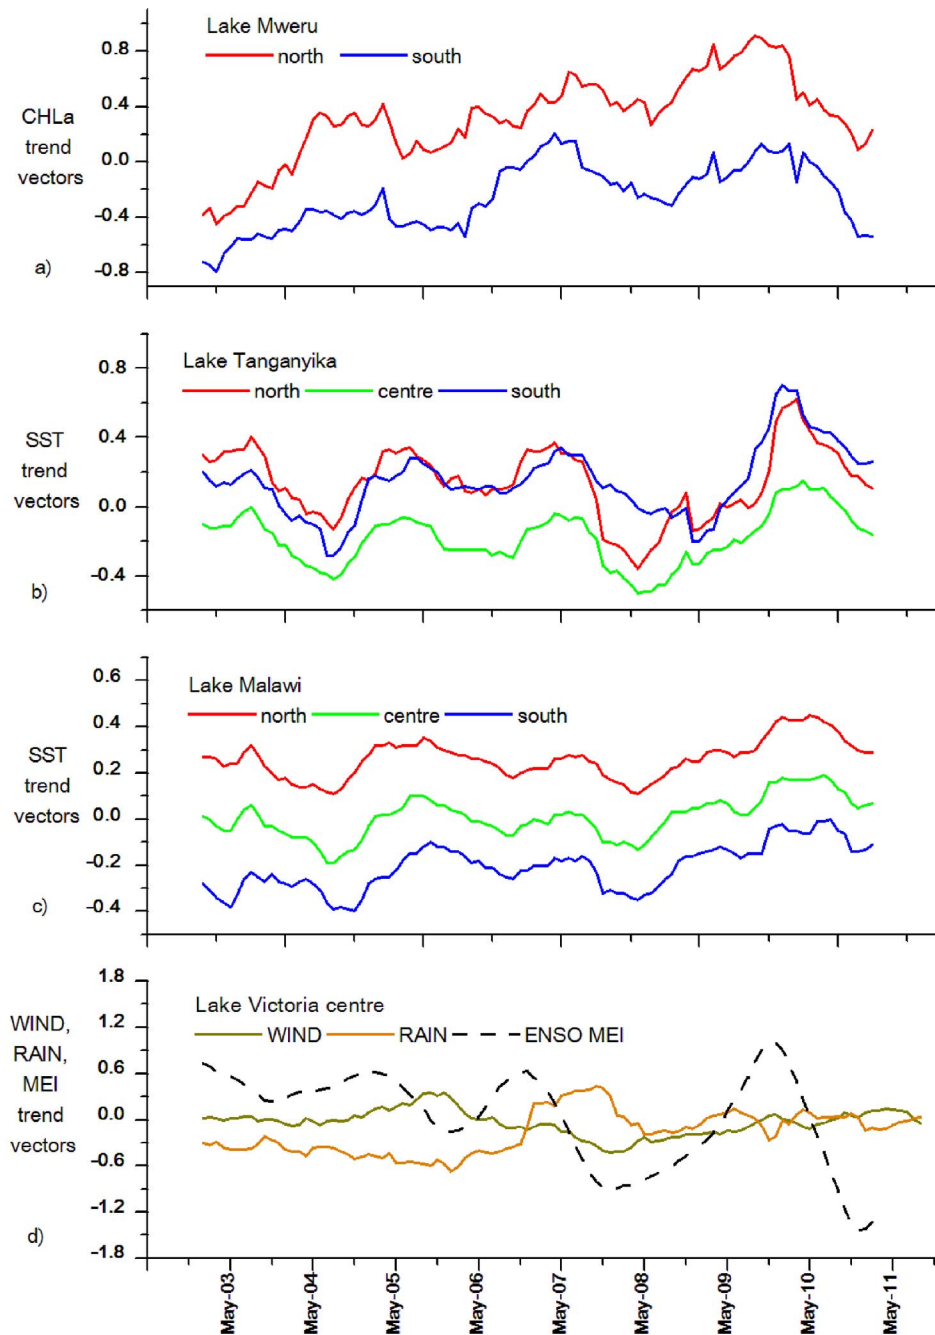 Lake Mweru
north south
CHLa
trend
vectors
0.8
0.4
0.0
-0.4
-0.8
a)
Lake Tanganyika
north centre south
SST
trend
vectors
0.8
0.4
0.0
-0.4
b)
Lake Malawi
north centre south
SST
trend
vectors
0.6
0.4
0.2
0.0
-0.2
-0.4
c)
Lake Victoria centre
WIND RAIN ENSO MEI
WIND,
RAIN,
MEI
trend
vectors
1.8
1.2
0.6
0.0
-0.6
-1.2
-1.8
d)
May-03
May-04
May-05
May-06
May-07
May-08
May-09
May-10
May-11